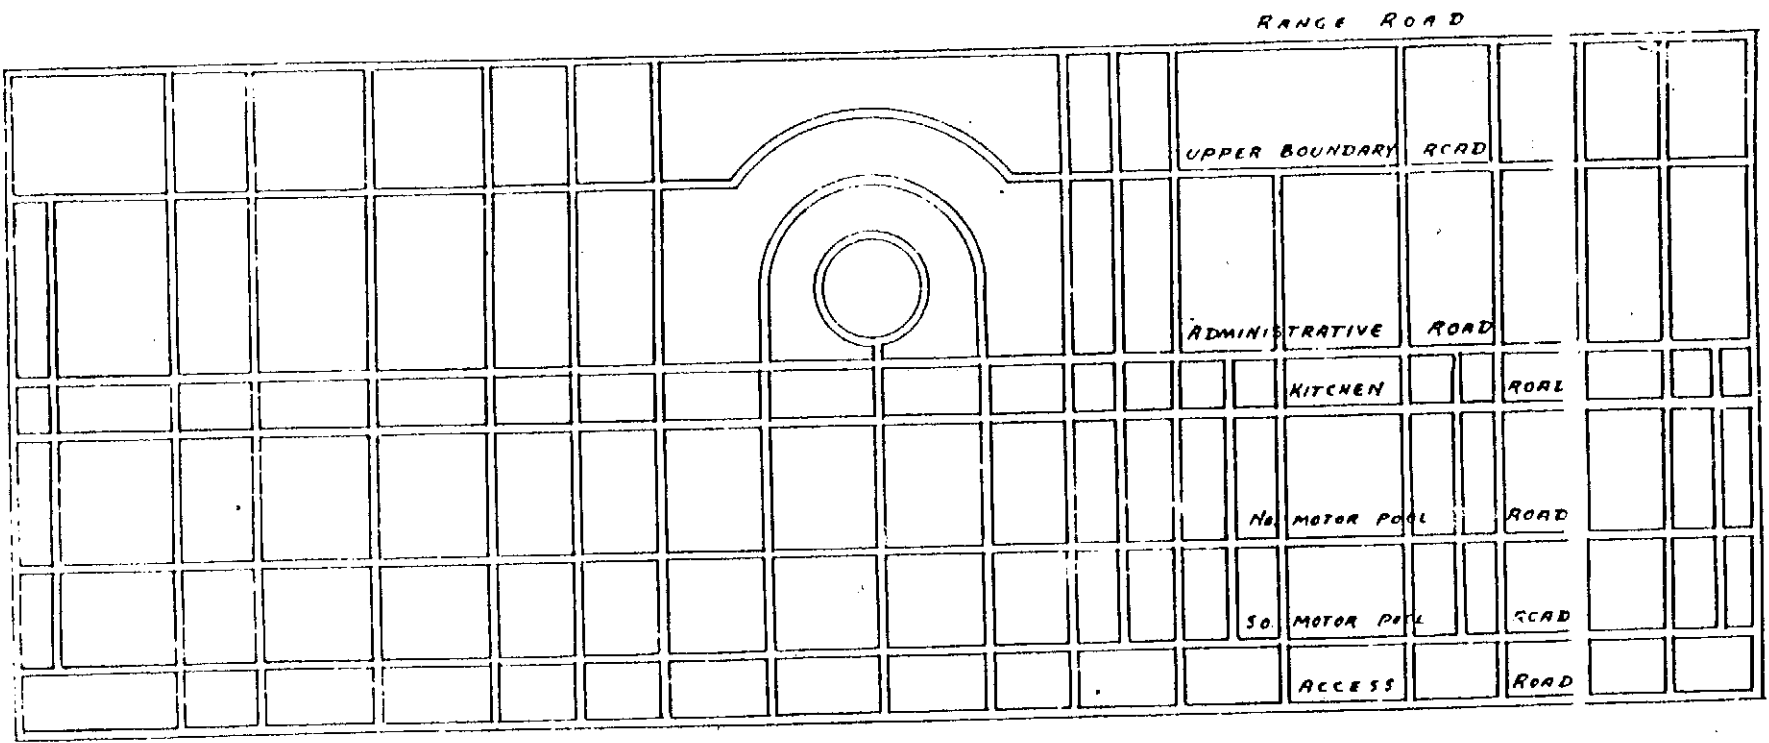 RANGE ROAD
UPPER BOUNDARY ROAD
ADMINISTRATIVE ROAD
KITCHEN ROAD
No. MOTOR POOL ROAD
SO. MOTOR POOL ROAD
ACCESS ROAD